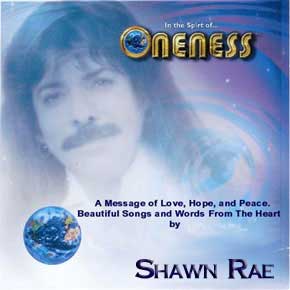 In the Spirt of...
ONENESS
A Message of Love, Hope, and Peace.
Beautiful Songs and Words From The Heart
by
SHAWN RAE